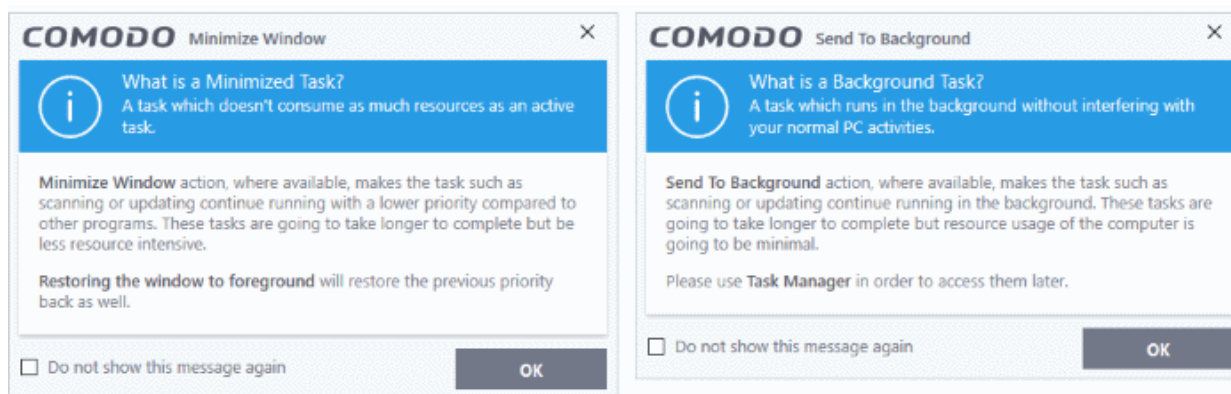 COMODO Minimize Window
What is a Minimized Task?
A task which doesn't consume as much resources as an active
task.
Minimize Window action, where available, makes the task such as
scanning or updating continue running with a lower priority compared to
other programs. These tasks are going to take longer to complete but be
less resource intensive.
Restoring the window to foreground will restore the previous priority
back as well.
Do not show this message again
OK
COMODO Send To Background
What is a Background Task?
A task which runs in the background without interfering with
your normal PC activities.
Send To Background action, where available, makes the task such as
scanning or updating continue running in the background. These tasks are
going to take longer to complete but resource usage of the computer is
going to be minimal.
Please use Task Manager in order to access them later.
Do not show this message again
OK